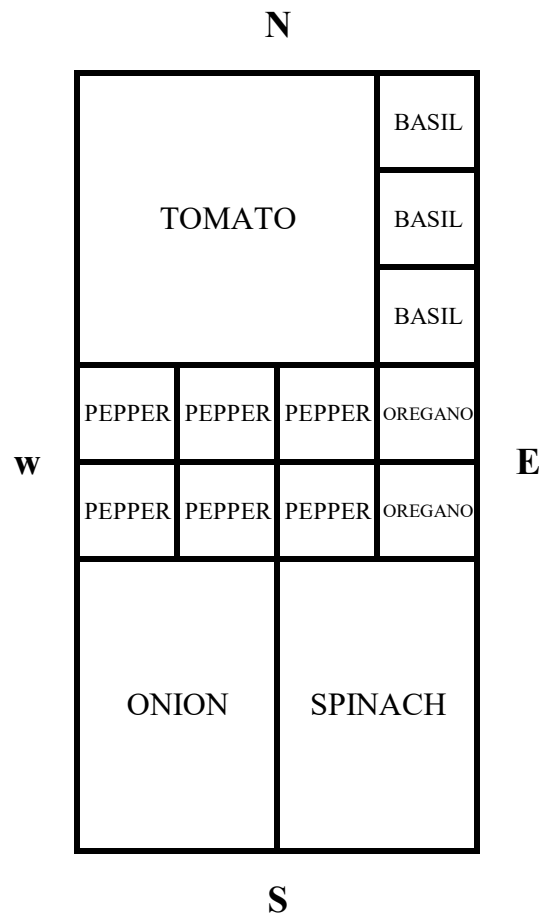 N
BASIL
TOMATO BASIL
BASIL
PEPPER PEPPER PEPPER OREGANO
W E
PEPPER PEPPER PEPPER OREGANO
ONION SPINACH
S